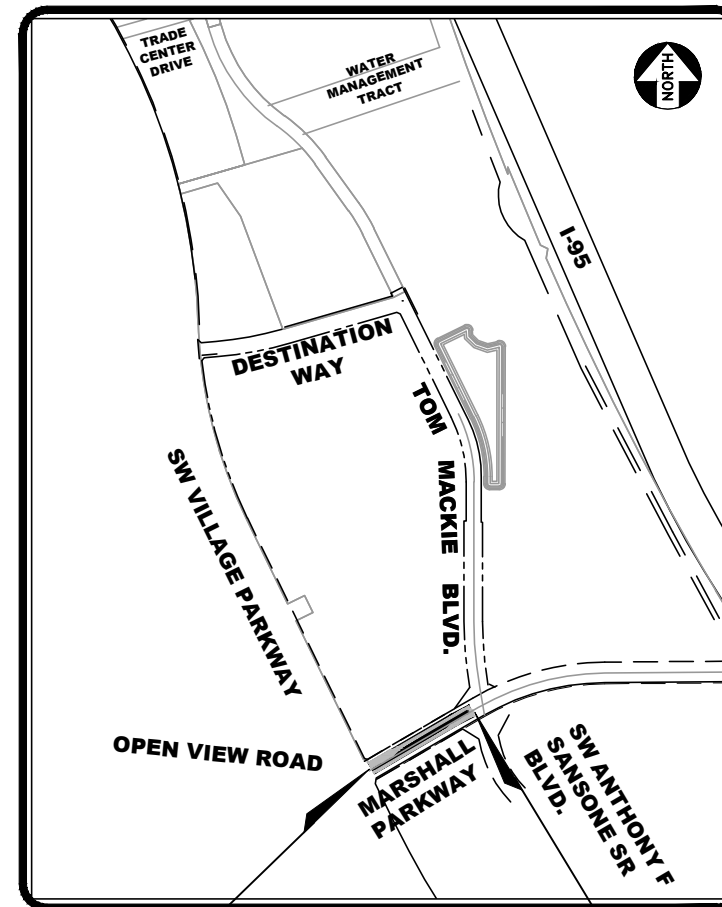 TRADE
CENTER
DRIVE
WATER
MANAGEMENT
TRACT
NORTH
I-95
DESTINATION
WAY
TOM MACKIE BLVD.
SW VILLAGE PARKWAY
OPEN VIEW ROAD
MARSHALL
PARKWAY
SW ANTHONY F
SANSONE SR
BLVD.